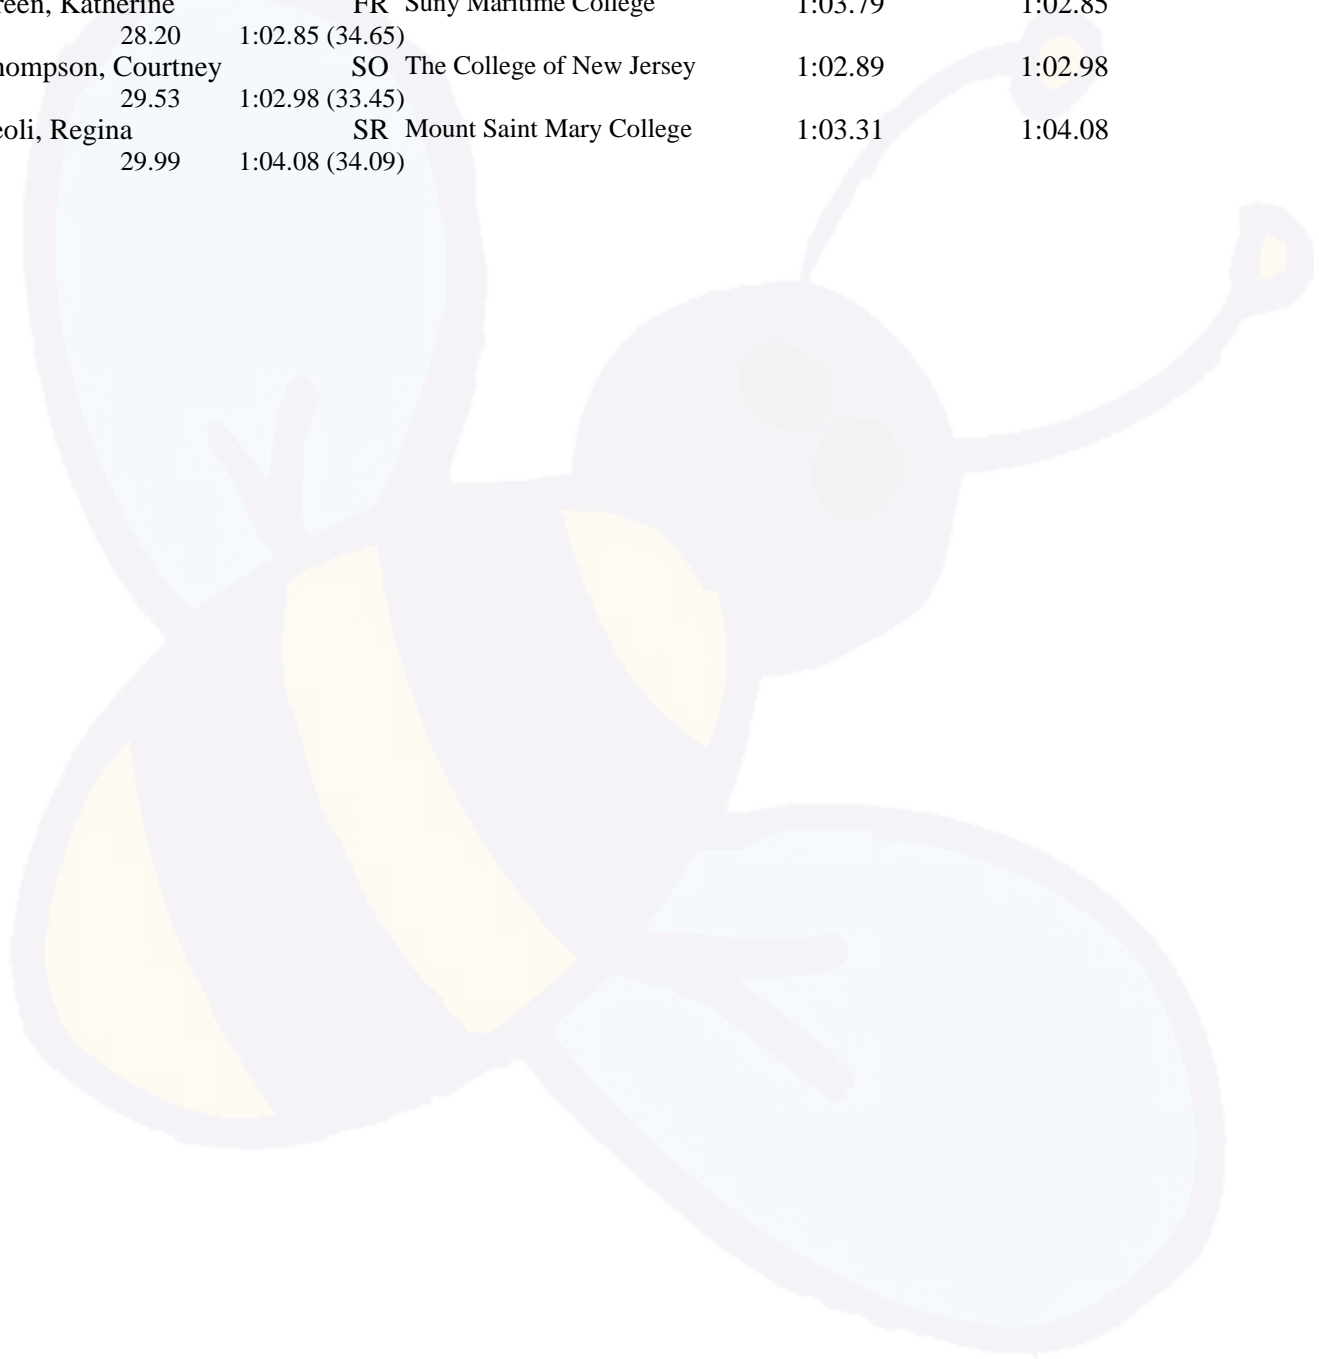 reen, Katherine FR Suny Maritime College 1:03.79 1:02.85
28.20 1:02.85 (34.65)
hompson, Courtney SO The College of New Jersey 1:02.89 1:02.98
29.53 1:02.98 (33.45)
eoli, Regina SR Mount Saint Mary College 1:03.31 1:04.08
29.99 1:04.08 (34.09)